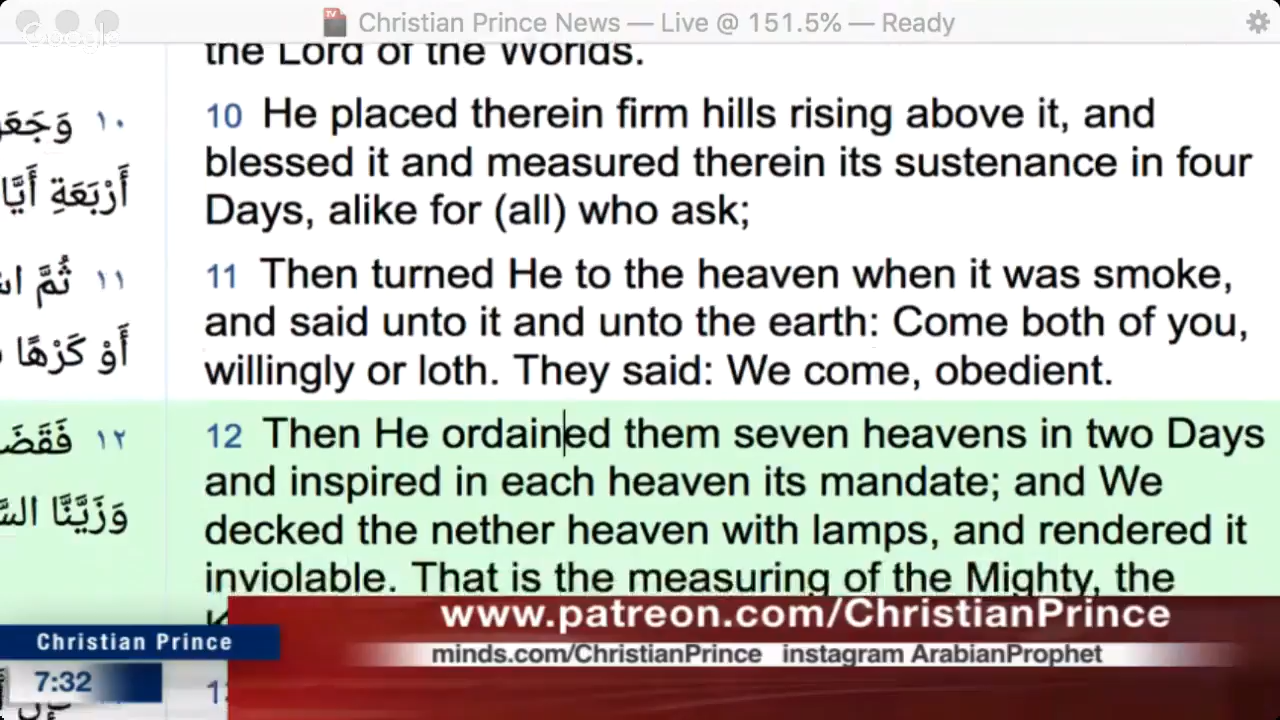 Christian Prince News — Live @ 151.5% — Ready
Google
the Lord of the Worlds.
10 He placed therein firm hills rising above it, and
blessed it and measured therein its sustenance in four
Days, alike for (all) who ask;
11 Then turned He to the heaven when it was smoke,
and said unto it and unto the earth: Come both of you,
willingly or loth. They said: We come, obedient.
12 Then He ordained them seven heavens in two Days
and inspired in each heaven its mandate; and We
decked the nether heaven with lamps, and rendered it
inviolable. That is the measuring of the Mighty, the
١٠
أَرْبَعَةِ
١١ ثُمَّ
أَوْ كَرْهًا
١٢
وَزَيَّنَّا
www.patreon.com/ChristianPrince
minds.com/ChristianPrince instagram ArabianProphet
Christian Prince
7:32